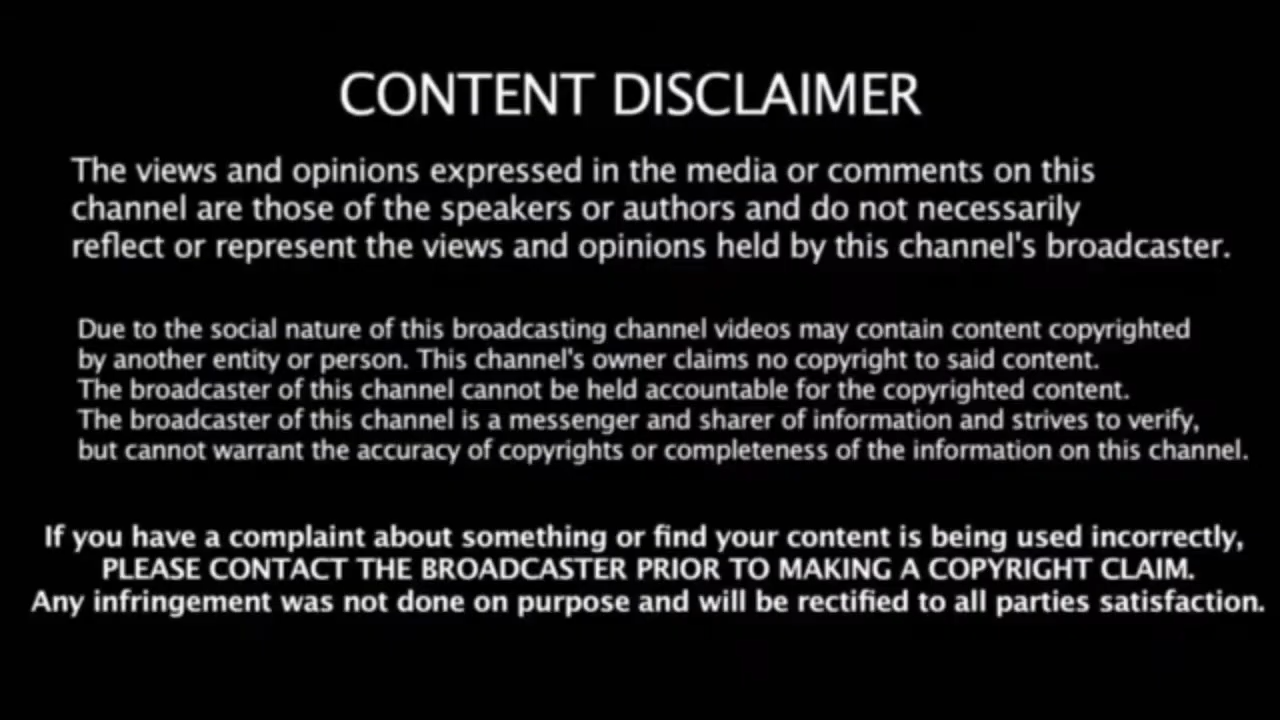 CONTENT DISCLAIMER
The views and opinions expressed in the media or comments on this
channel are those of the speakers or authors and do not necessarily
reflect or represent the views and opinions held by this channel's broadcaster.
Due to the social nature of this broadcasting channel videos may contain content copyrighted
by another entity or person. This channel's owner claims no copyright to said content.
The broadcaster of this channel cannot be held accountable for the copyrighted content.
The broadcaster of this channel is a messenger and sharer of information and strives to verify,
but cannot warrant the accuracy of copyrights or completeness of the information on this channel.
If you have a complaint about something or find your content is being used incorrectly,
PLEASE CONTACT THE BROADCASTER PRIOR TO MAKING A COPYRIGHT CLAIM.
Any infringement was not done on purpose and will be rectified to all parties satisfaction.